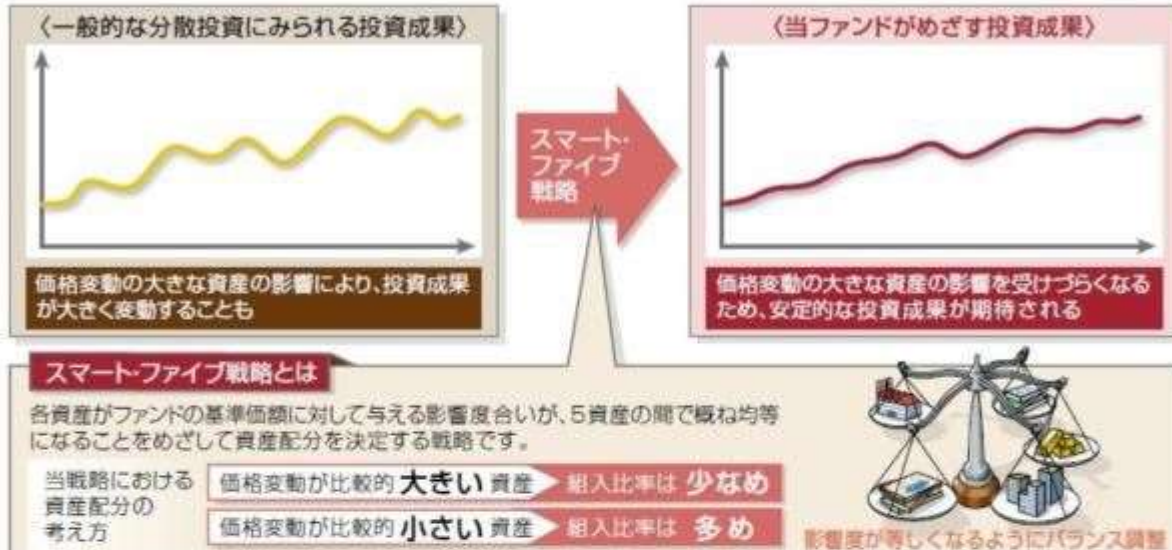 〈一般的な分散投資にみられる投資成果〉
価格変動の大きな資産の影響により、投資成果
が大きく変動することも
スマート・
ファイブ
戦略
〈当ファンドがめざす投資成果〉
価格変動の大きな資産の影響を受けづらくなる
ため、安定的な投資成果が期待される
スマート・ファイブ戦略とは
各資産がファンドの基準価額に対して与える影響度合いが、5資産の間で概ね均等
になることをめざして資産配分を決定する戦略です。
当戦略における
資産配分の
考え方
価格変動が比較的 大きい 資産 組入比率は 少なめ
価格変動が比較的 小さい 資産 組入比率は 多め
影響度が等しくなるようにバランス調整